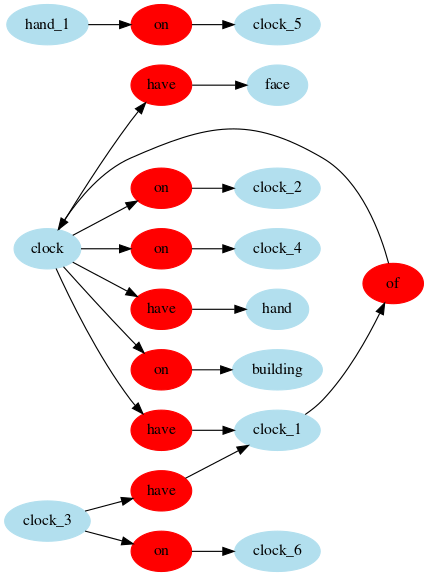 hand_1 on clock_5
have face
on clock_2
clock on clock_4
of
have hand
on building
have clock_1
have
clock_3
on clock_6